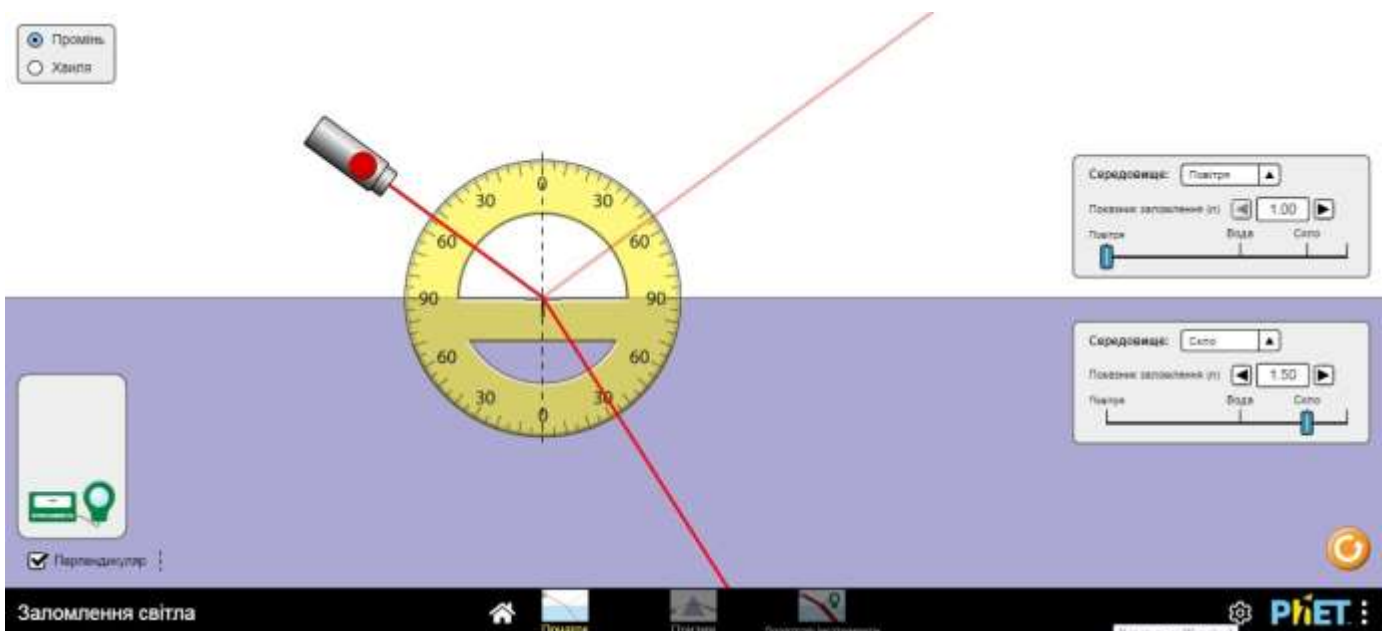 Промінь
Хвиля
0
30 30
60 60
90 90
60 60
30 30
0
Середовище: Повітря
Показник заломлення (n) 1.00
Повітря Вода Скло
Середовище: Скло
Показник заломлення (n) 1.50
Повітря Вода Скло
Перпендикуляр
Заломлення світла
PhET